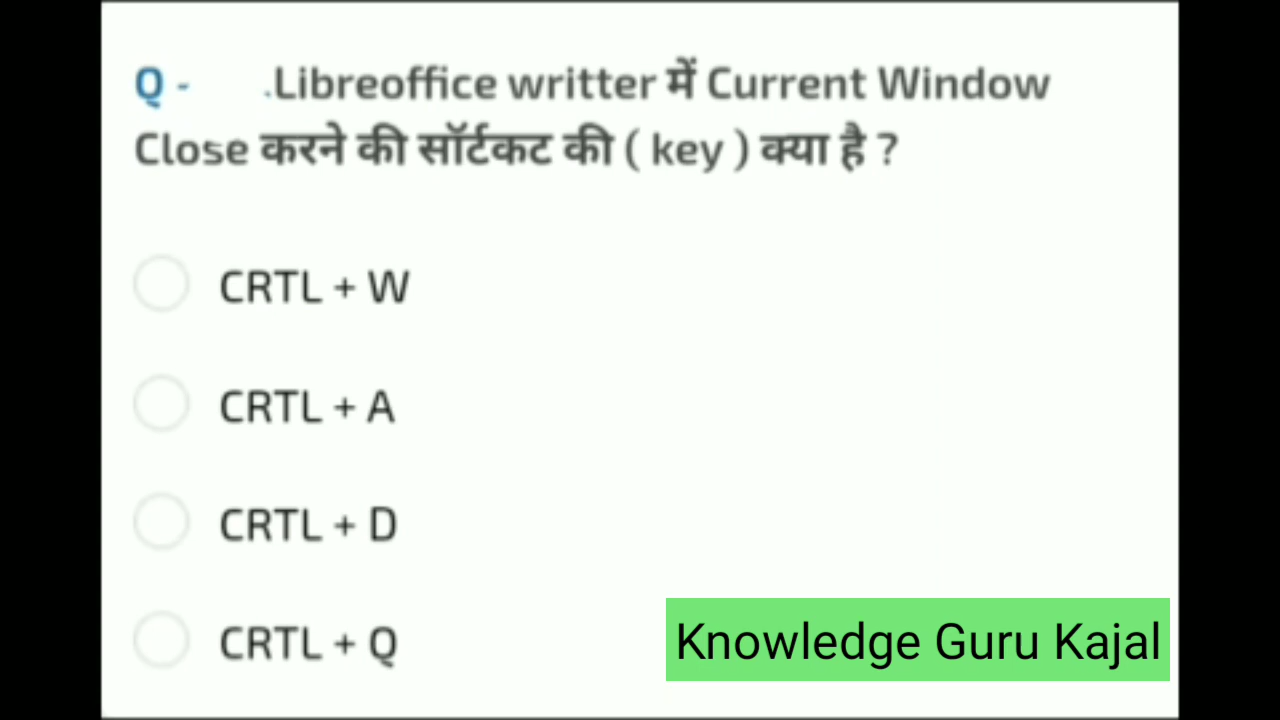 Q - .Libreoffice writter में Current Window
Close करने की सॉर्टकट की ( key ) क्या है ?
CRTL + W
CRTL + A
CRTL + D
CRTL + Q
Knowledge Guru Kajal